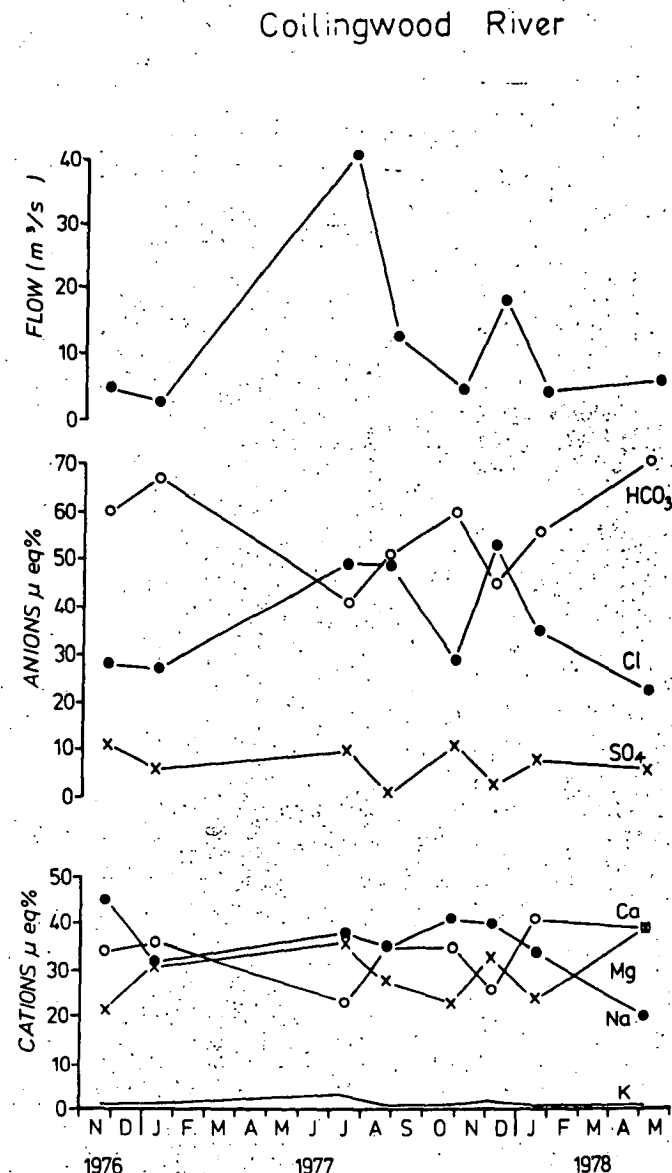 Collingwood River
40
30
20
10
0
FLOW (m³/s)
70
60
50
40
30
20
10
0
ANIONS μ eq%
HCO₃
Cl
SO₄
50
40
30
20
10
0
CATIONS μ eq%
Ca
Mg
Na
K
N D J F M A M J J A S O N D J F M A M
1976 1977 1978